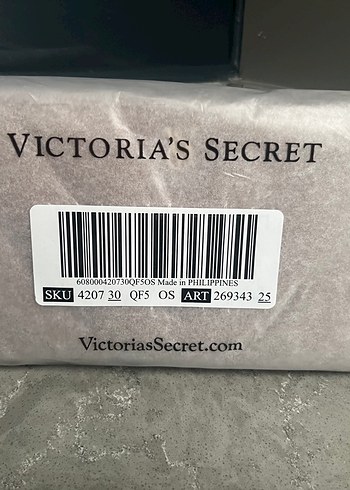 VICTORIA'S SECRET
608000420730QF5OS Made in PHILIPPINES
SKU 4207 30 QF5 OS ART 269343 25
VictoriasSecret.com